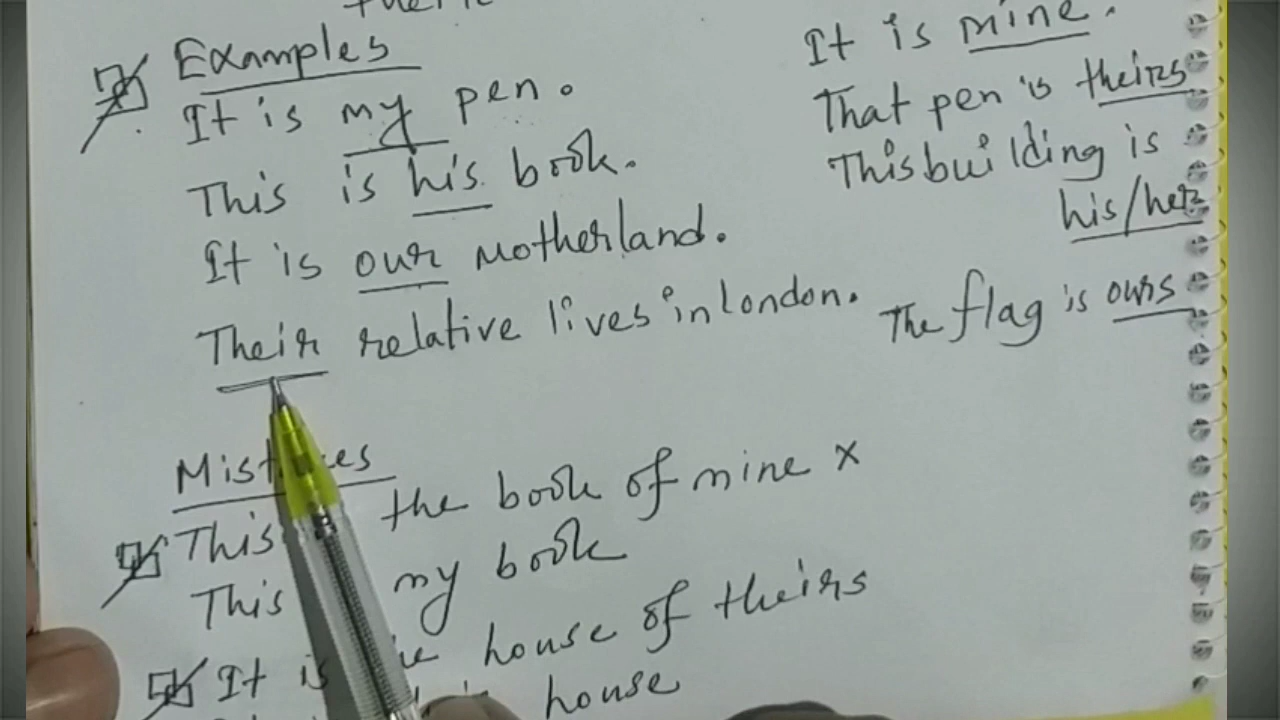 Examples
It is my pen.
This is his book.
It is our Motherland.
Their relative lives in london.
It is mine.
That pen is theirs
This building is
his/her
The flag is ours
Mistakes
This the book of mine x
This my book
It is house of theirs
house